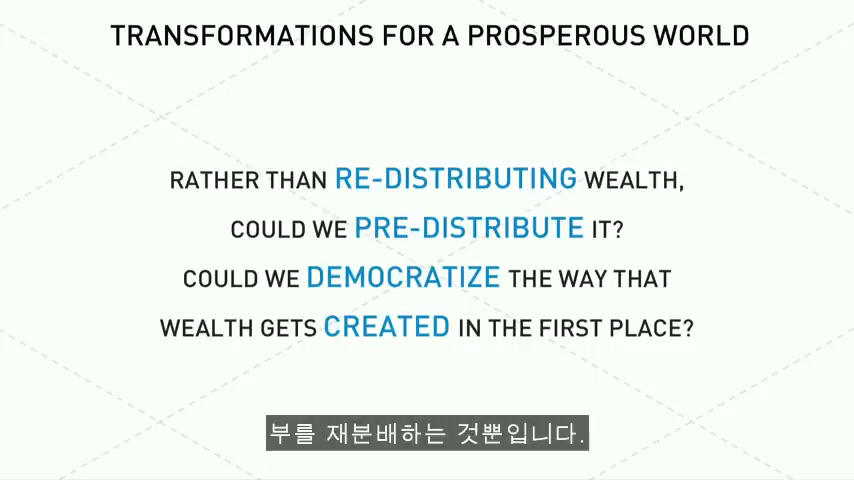 TRANSFORMATIONS FOR A PROSPEROUS WORLD
RATHER THAN RE-DISTRIBUTING WEALTH,
COULD WE PRE-DISTRIBUTE IT?
COULD WE DEMOCRATIZE THE WAY THAT
WEALTH GETS CREATED IN THE FIRST PLACE?
부를 재분배하는 것뿐입니다.